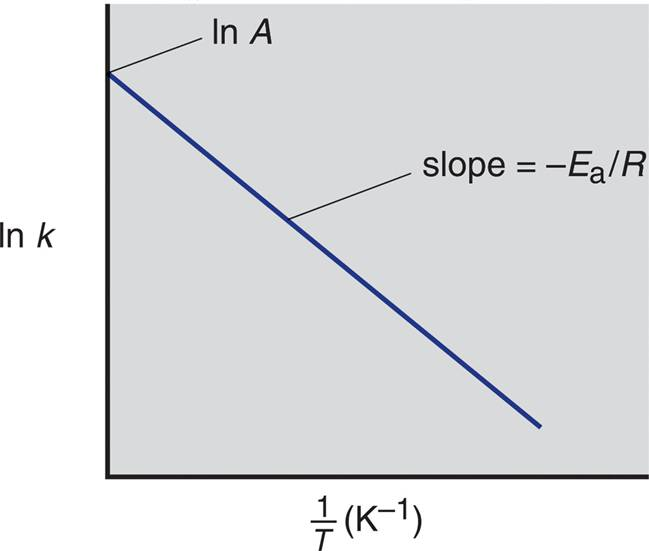 ln A
slope = –Eₐ/R
ln k
1/T (K⁻¹)